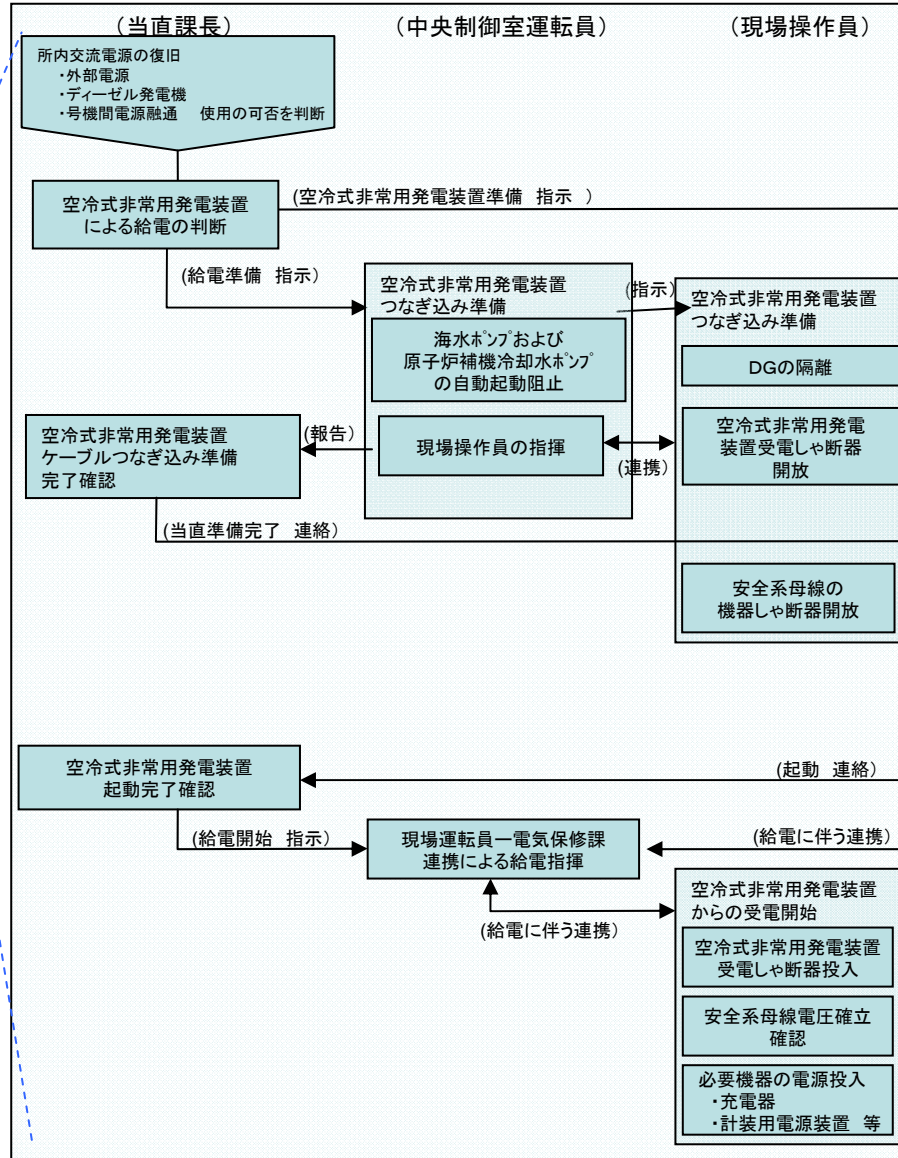 (当直課長)
(中央制御室運転員)
(現場操作員)
所内交流電源の復旧
・外部電源
・ディーゼル発電機
・号機間電源融通　使用の可否を判断
空冷式非常用発電装置
による給電の判断
(空冷式非常用発電装置準備　指示　)
(給電準備　指示)
空冷式非常用発電装置
つなぎ込み準備
海水ﾎﾟﾝﾌﾟおよび
原子炉補機冷却水ﾎﾟﾝﾌﾟ
の自動起動阻止
現場操作員の指揮
(指示)
空冷式非常用発電装置
つなぎ込み準備
DGの隔離
空冷式非常用発電
装置受電しゃ断器
開放
(連携)
(報告)
空冷式非常用発電装置
ケーブルつなぎ込み準備
完了確認
(当直準備完了　連絡)
安全系母線の
機器しゃ断器開放
空冷式非常用発電装置
起動完了確認
(起動　連絡)
(給電開始　指示)
現場運転員ー電気保修課
連携による給電指揮
(給電に伴う連携)
(給電に伴う連携)
空冷式非常用発電装置
からの受電開始
空冷式非常用発電装置
受電しゃ断器投入
安全系母線電圧確立
確認
必要機器の電源投入
・充電器
・計装用電源装置　等